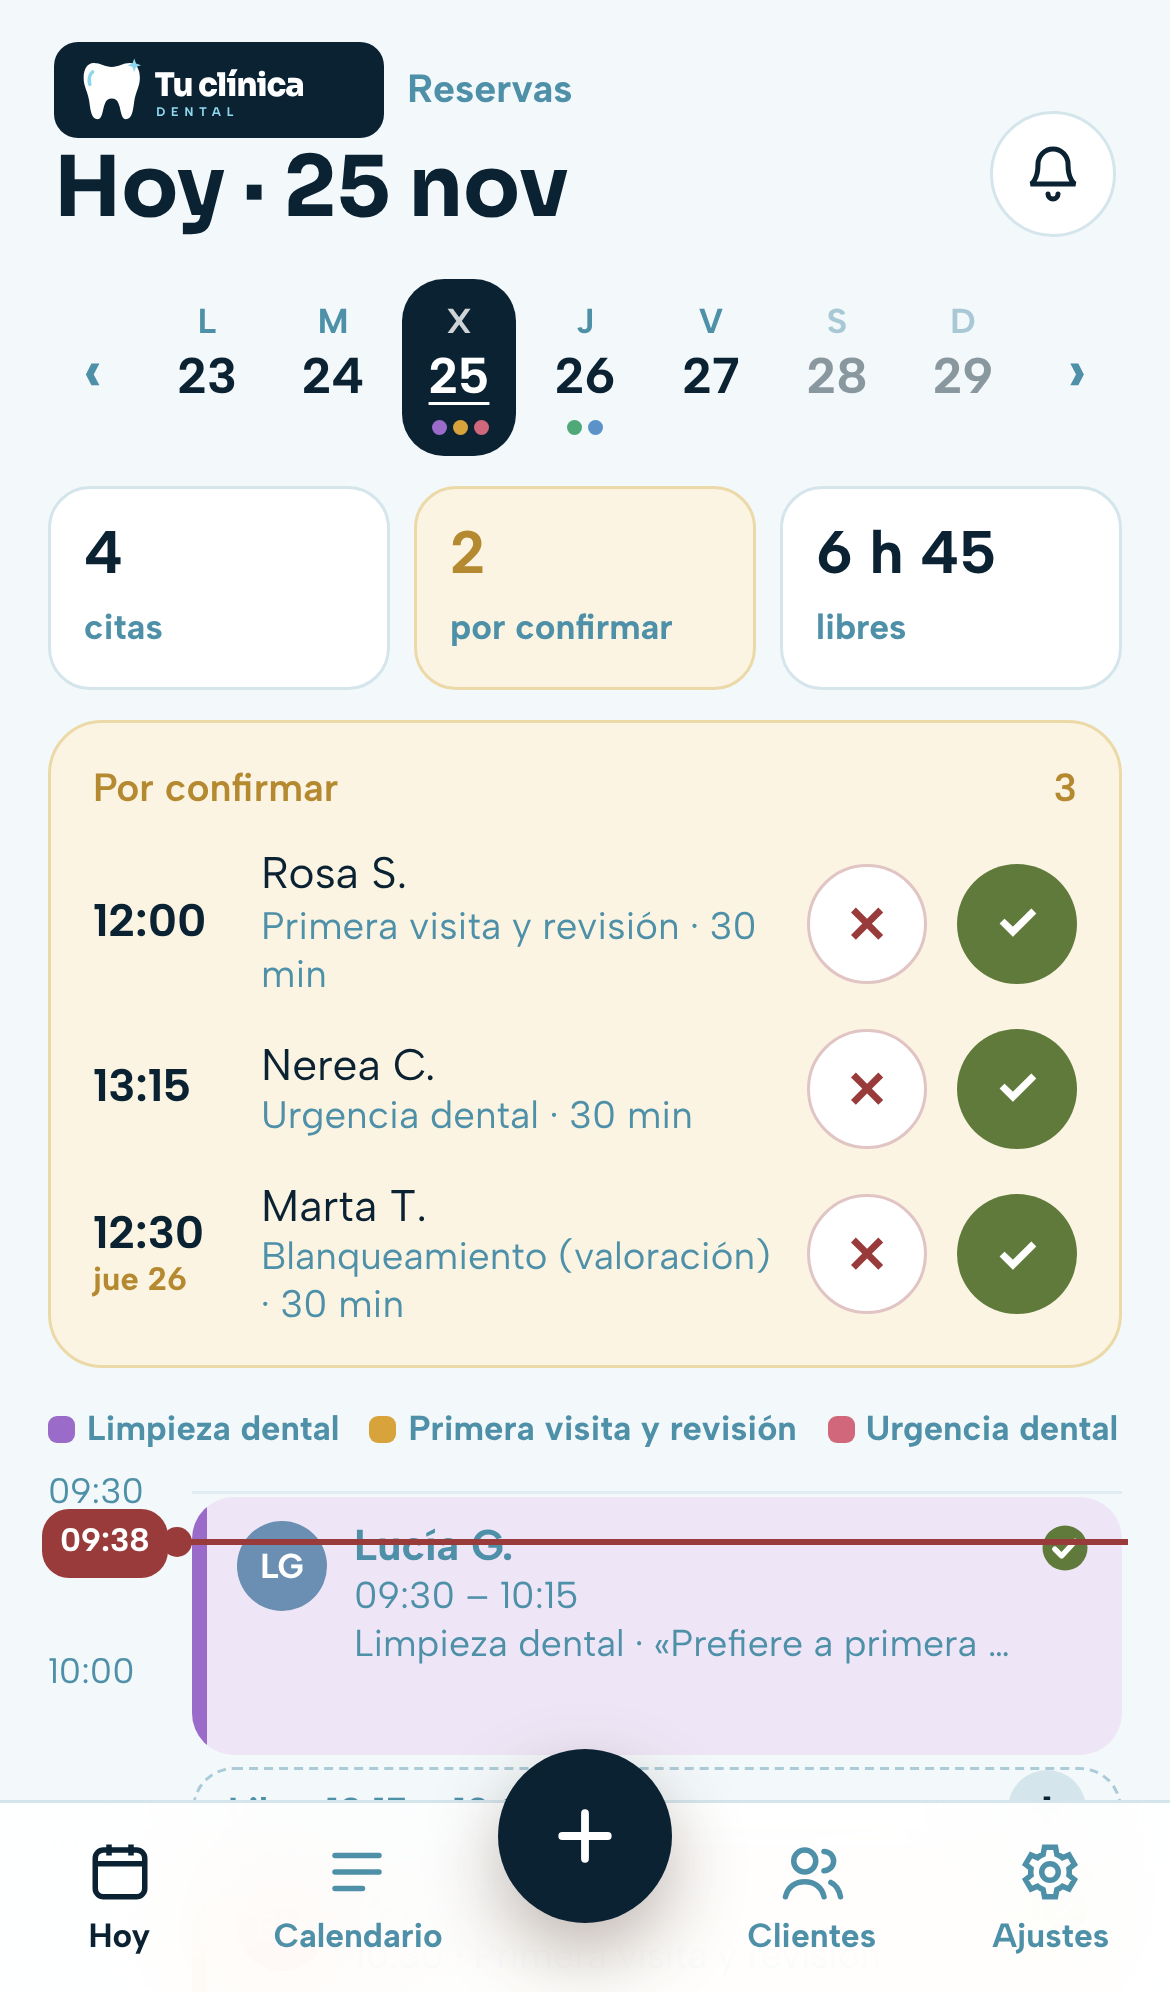 Tu clínica
DENTAL
Reservas
Hoy · 25 nov
L M X J V S D
‹ 23 24 25 26 27 28 29 ›
4
citas
2
por confirmar
6 h 45
libres
Por confirmar 3
12:00
Rosa S.
Primera visita y revisión · 30
min
13:15
Nerea C.
Urgencia dental · 30 min
12:30
jue 26
Marta T.
Blanqueamiento (valoración)
· 30 min
Limpieza dental Primera visita y revisión Urgencia dental
09:30
09:38
LG
Lucía G.
09:30 – 10:15
Limpieza dental · «Prefiere a primera ...
10:00
Hoy
Calendario
Clientes
Ajustes